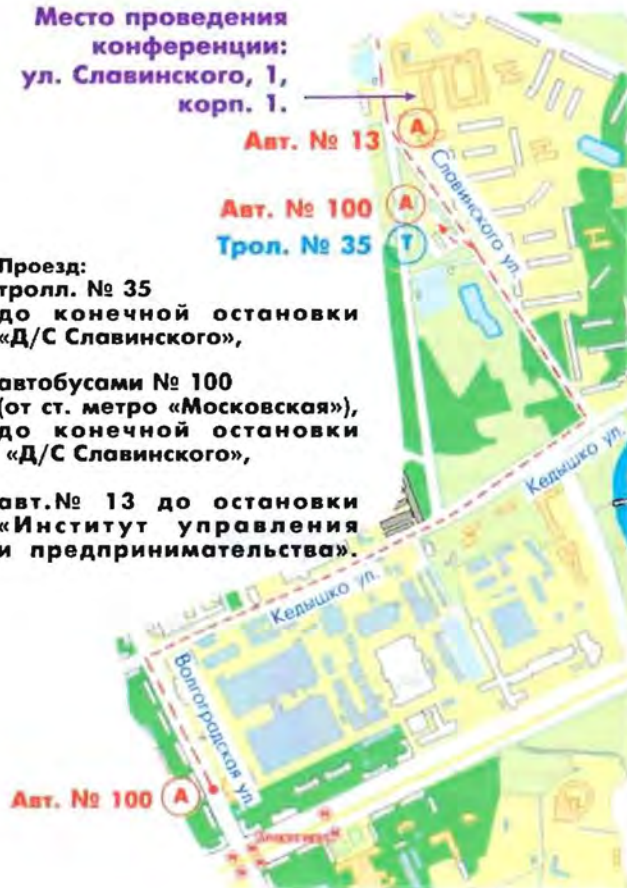 Место проведения
конференции:
ул. Славинского, 1,
корп. 1.
Авт. № 13 А
Авт. № 100 А
Трол. № 35 Т
Славинского ул.
Проезд:
тролл. № 35
до конечной остановки
«Д/С Славинского»,
автобусами № 100
(от ст. метро «Московская»),
до конечной остановки
«Д/С Славинского»,
авт.№ 13 до остановки
«Институт управления
и предпринимательства».
Кедышко ул.
Кедышко ул.
Волгоградская ул.
Авт. № 100 А